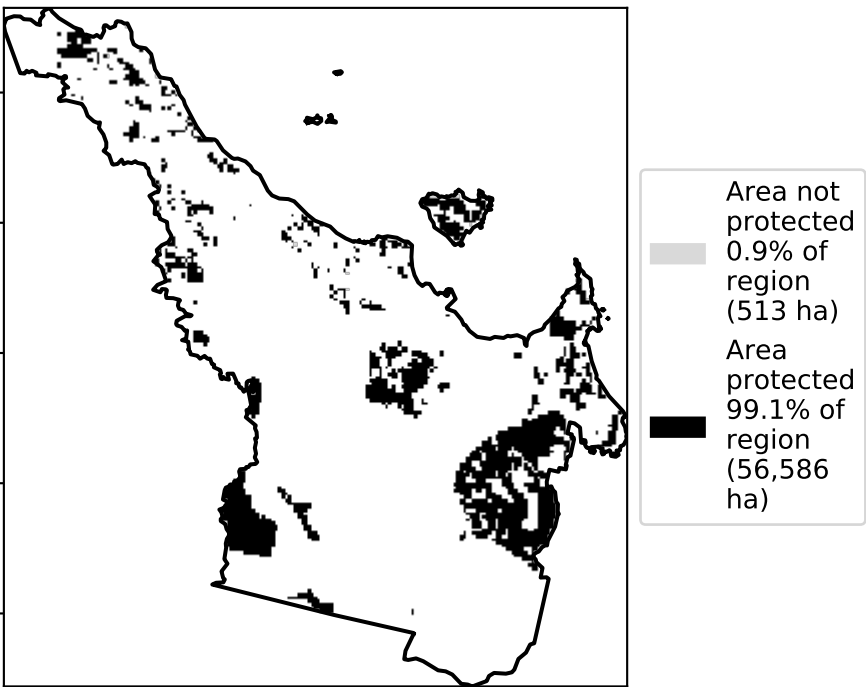 Area not
protected
0.9% of
region
(513 ha)
Area
protected
99.1% of
region
(56,586
ha)